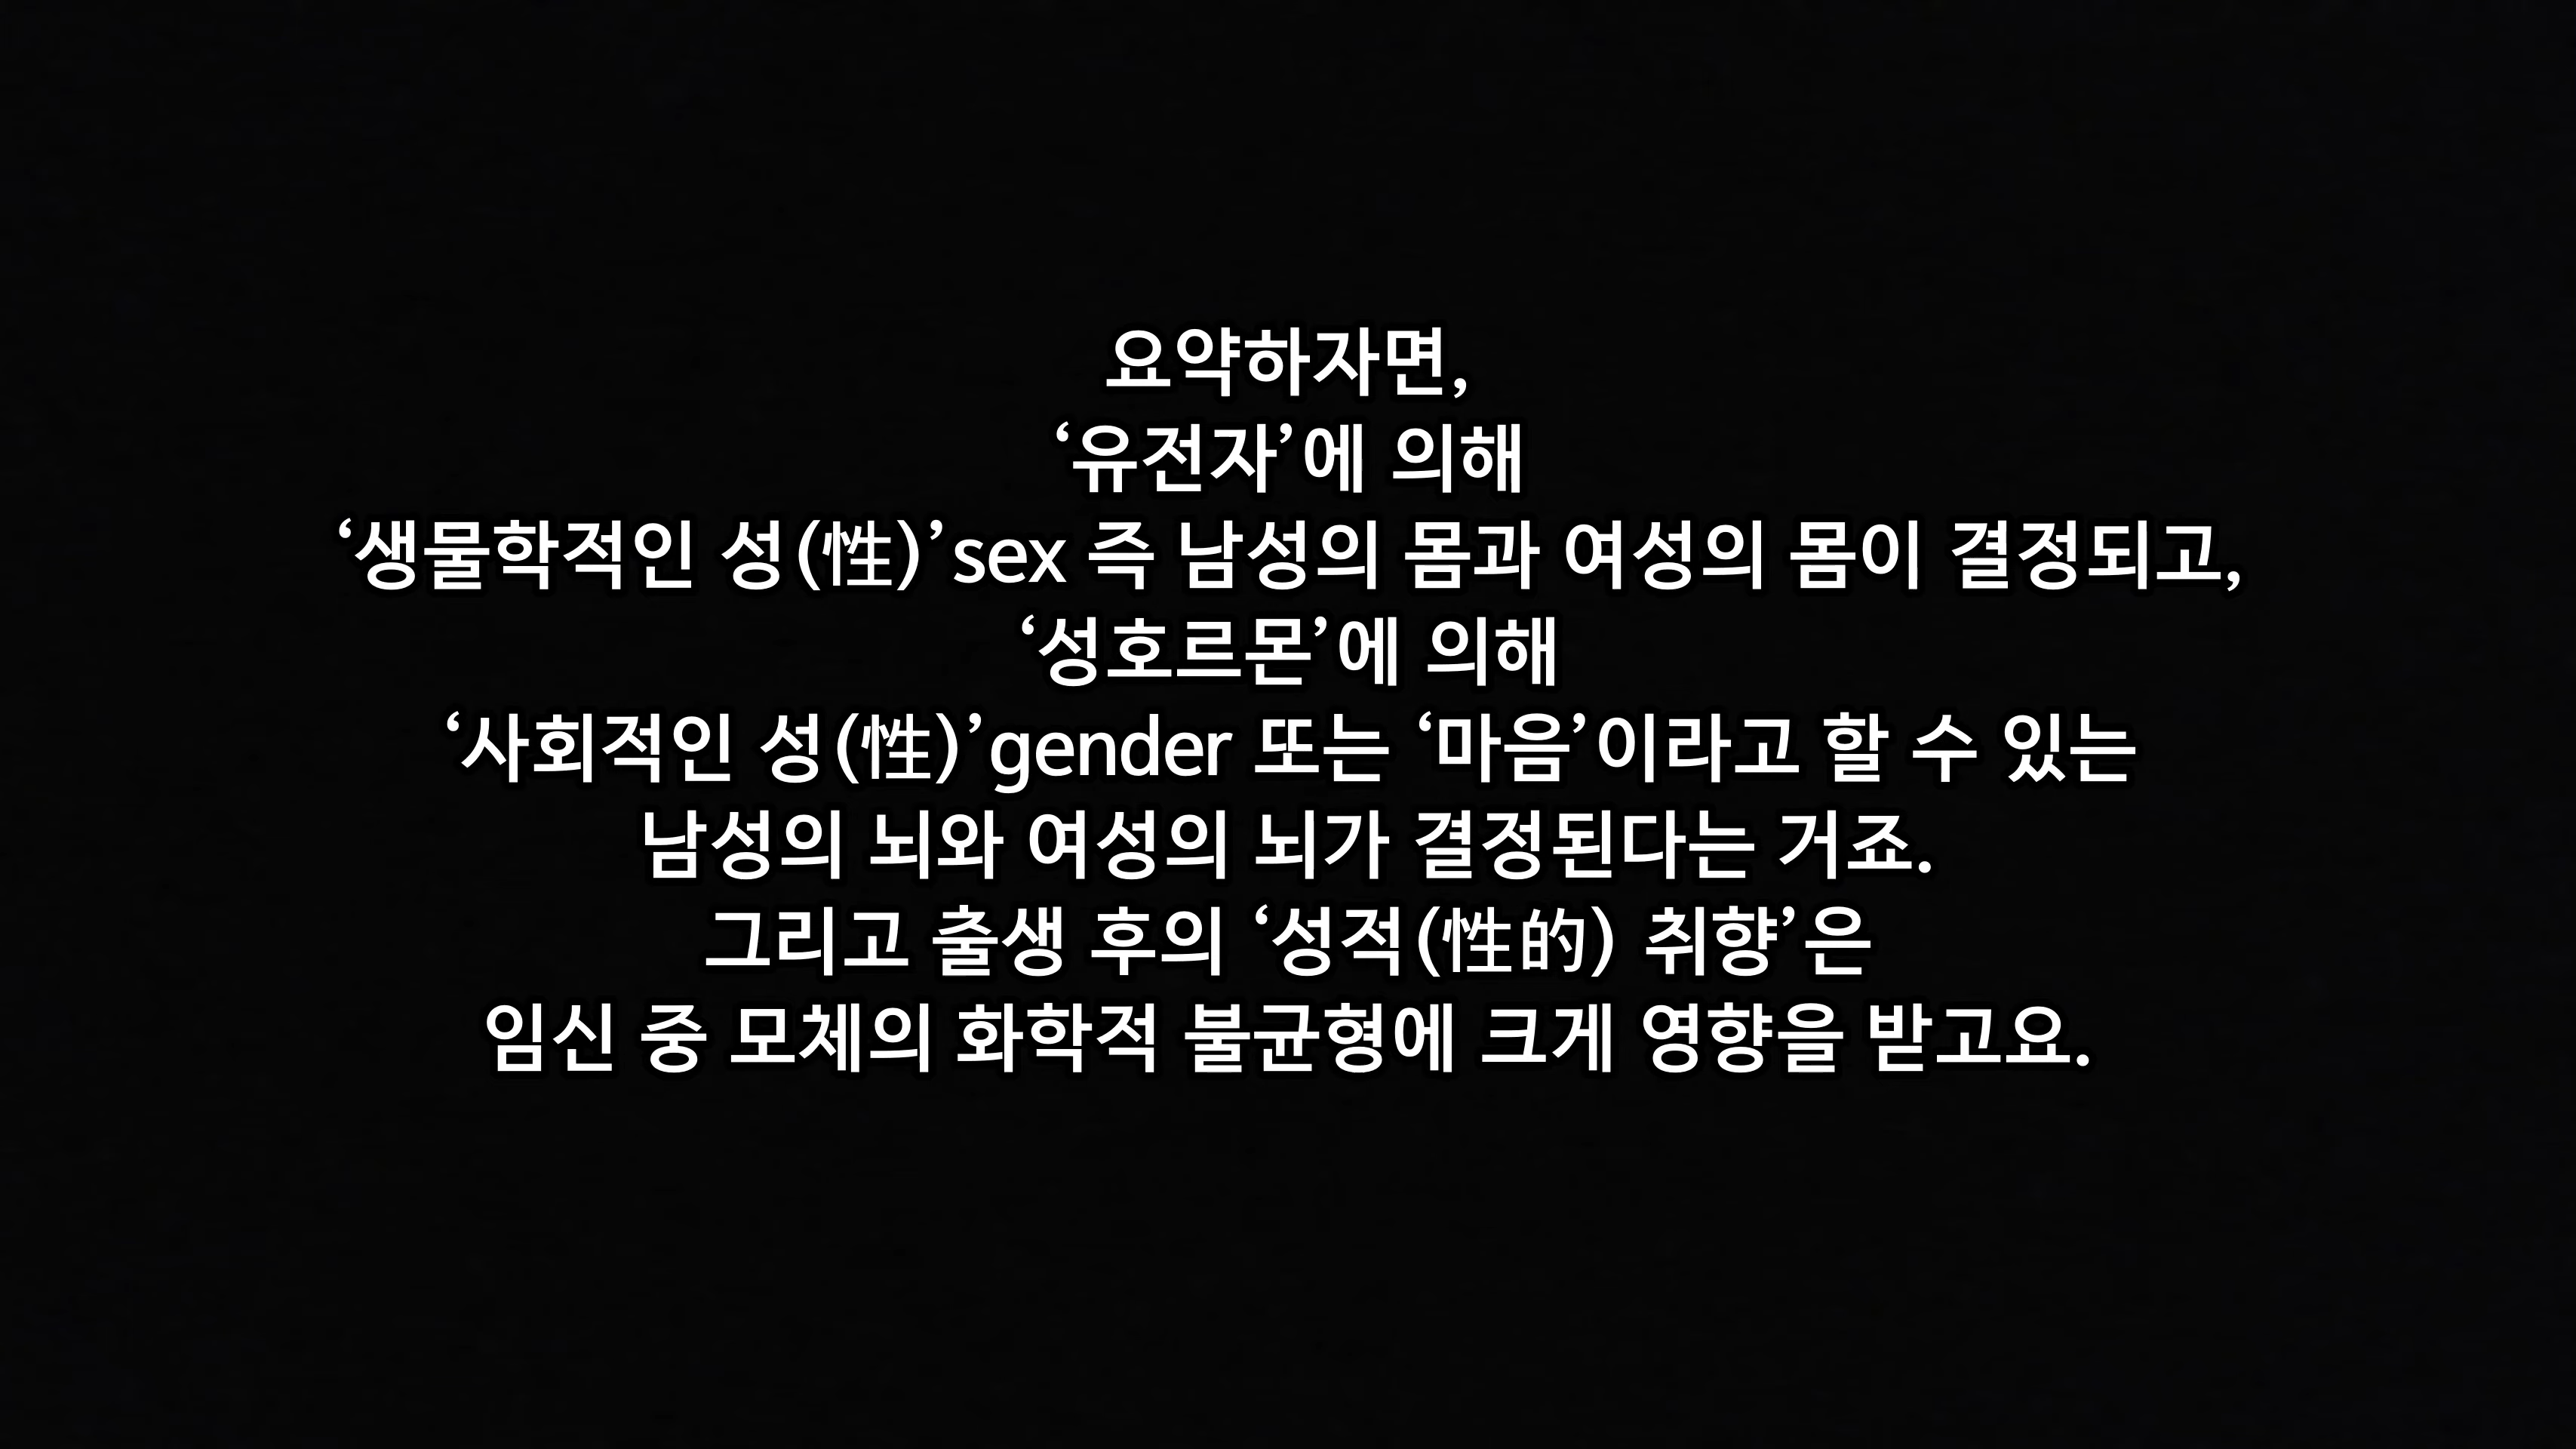 요약하자면,
‘유전자’에 의해
‘생물학적인 성(性)’sex 즉 남성의 몸과 여성의 몸이 결정되고,
‘성호르몬’에 의해
‘사회적인 성(性)’gender 또는 ‘마음’이라고 할 수 있는
남성의 뇌와 여성의 뇌가 결정된다는 거죠.
그리고 출생 후의 ‘성적(性的) 취향’은
임신 중 모체의 화학적 불균형에 크게 영향을 받고요.